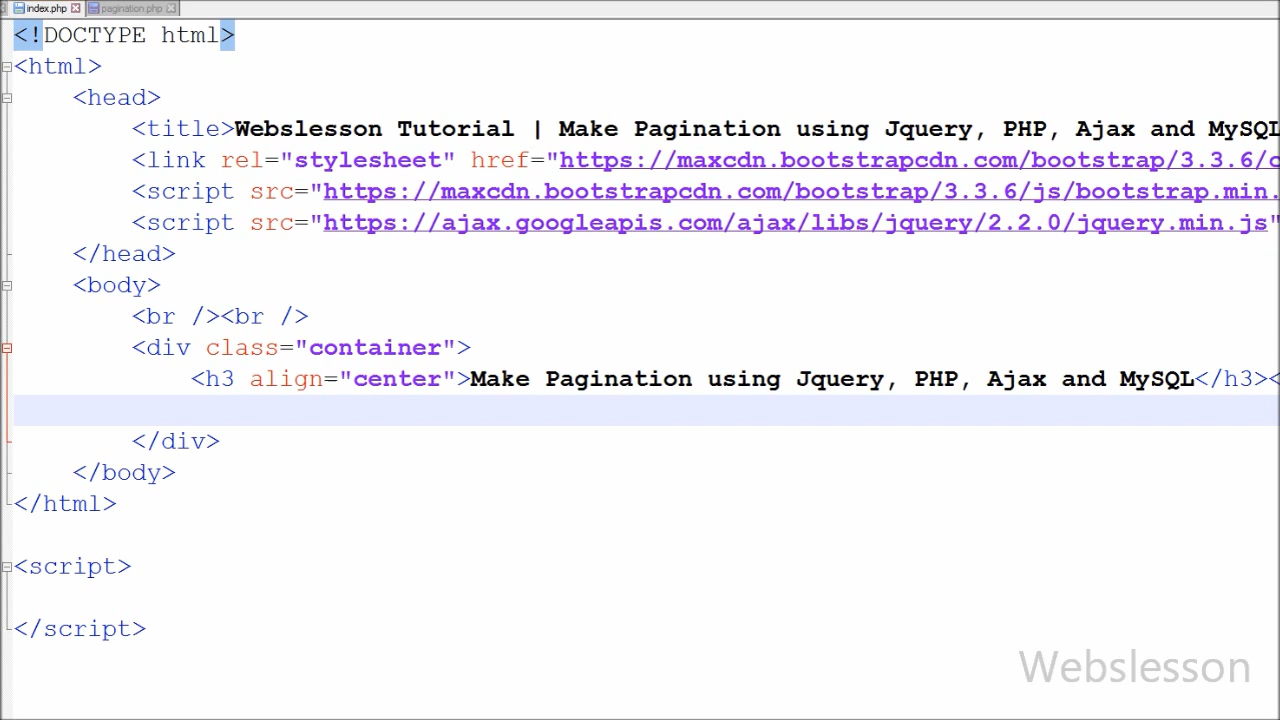 index.php pagination.php
<!DOCTYPE html>
<html>
<head>
<title>Webslesson Tutorial | Make Pagination using Jquery, PHP, Ajax and MySQL
<link rel="stylesheet" href="https://maxcdn.bootstrapcdn.com/bootstrap/3.3.6/c
<script src="https://maxcdn.bootstrapcdn.com/bootstrap/3.3.6/js/bootstrap.min.
<script src="https://ajax.googleapis.com/ajax/libs/jquery/2.2.0/jquery.min.js"
</head>
<body>
<br /><br />
<div class="container">
<h3 align="center">Make Pagination using Jquery, PHP, Ajax and MySQL</h3><
</div>
</body>
</html>
<script>
</script>
Webslesson